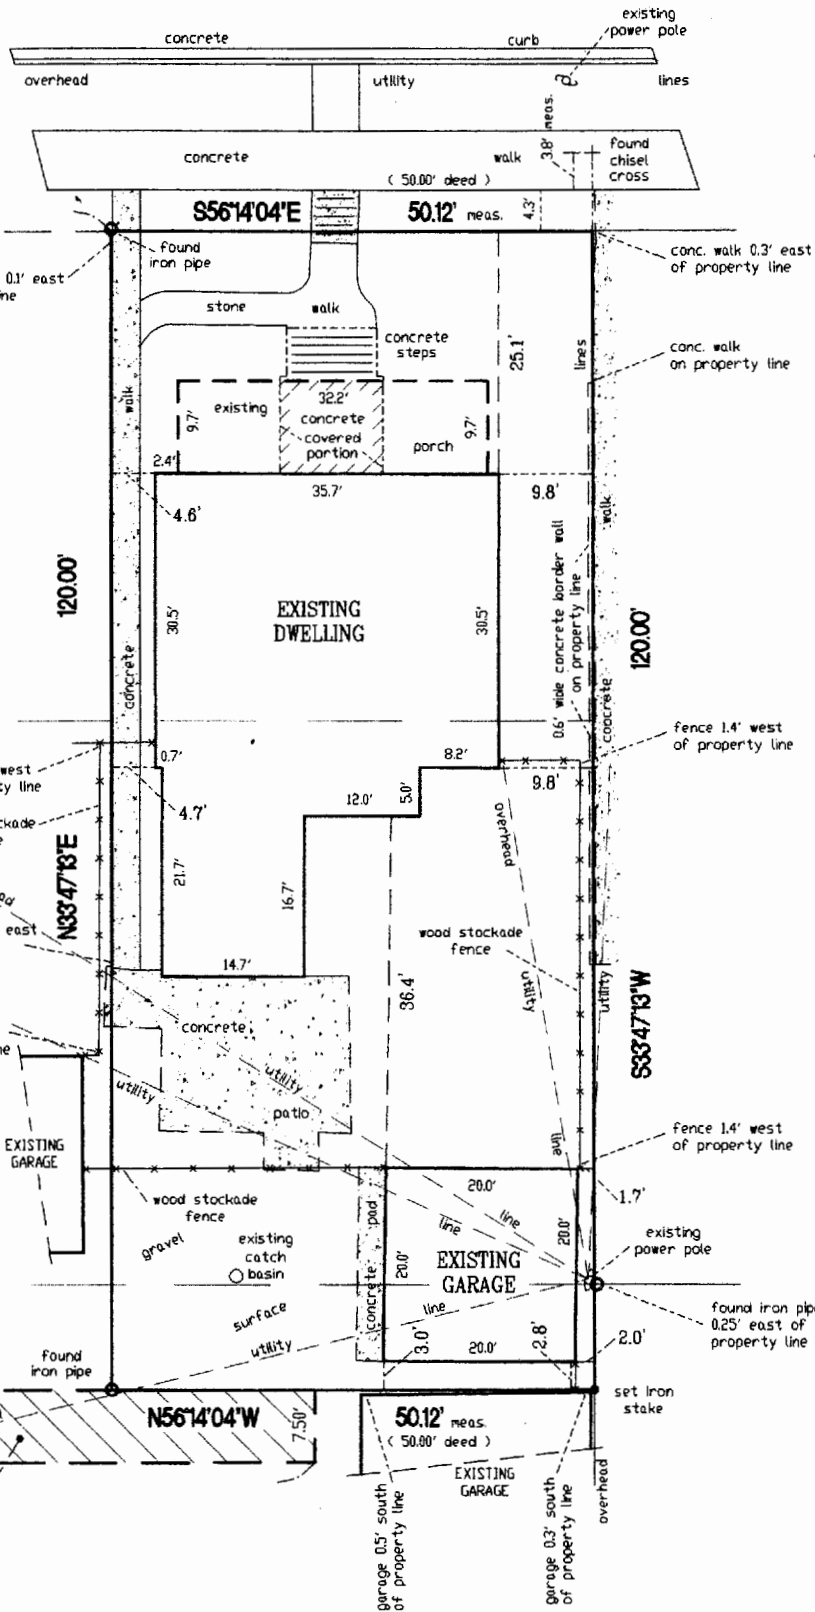 existing
power pole
concrete
curb
overhead
utility
lines
3.8' meas.
found
chisel
cross
concrete
walk
( 50.00' deed )
S56°14'04"E
50.12' meas.
4.3'
found
iron pipe
conc. walk 0.3' east
of property line
0.1' east
stone
walk
concrete
steps
25.1'
lines
conc. walk
on property line
walk
32.2'
9.7'
existing
concrete
covered
portion
porch
9.7'
2.4'
35.7'
9.8'
4.6'
walk
0.6' wide concrete border wall
on property line
120.00'
30.5'
EXISTING
DWELLING
30.5'
120.00'
concrete
concrete
fence 1.4' west
of property line
0.7'
8.2'
9.8'
west
ty line
4.7'
12.0'
5.0'
overhead
ckade
N33°47'13"E
21.7'
16.7'
wood stockade
fence
east
14.7'
36.4'
utility
utility
S33°47'13"W
concrete
utility
utility
patio
line
fence 1.4' west
of property line
EXISTING
GARAGE
20.0'
1.7'
wood stockade
fence
pad
line
line
20.0'
existing
power pole
gravel
existing
catch
basin
concrete
20.0'
EXISTING
GARAGE
surface
line
found iron pip
0.25' east of
property line
utility
3.0'
20.0'
2.8'
2.0'
found
iron pipe
set iron
stake
N56°14'04"W
7.50'
50.12' meas.
( 50.00' deed )
EXISTING
GARAGE
overhead
garage 0.5' south
of property line
garage 0.3' south
of property line